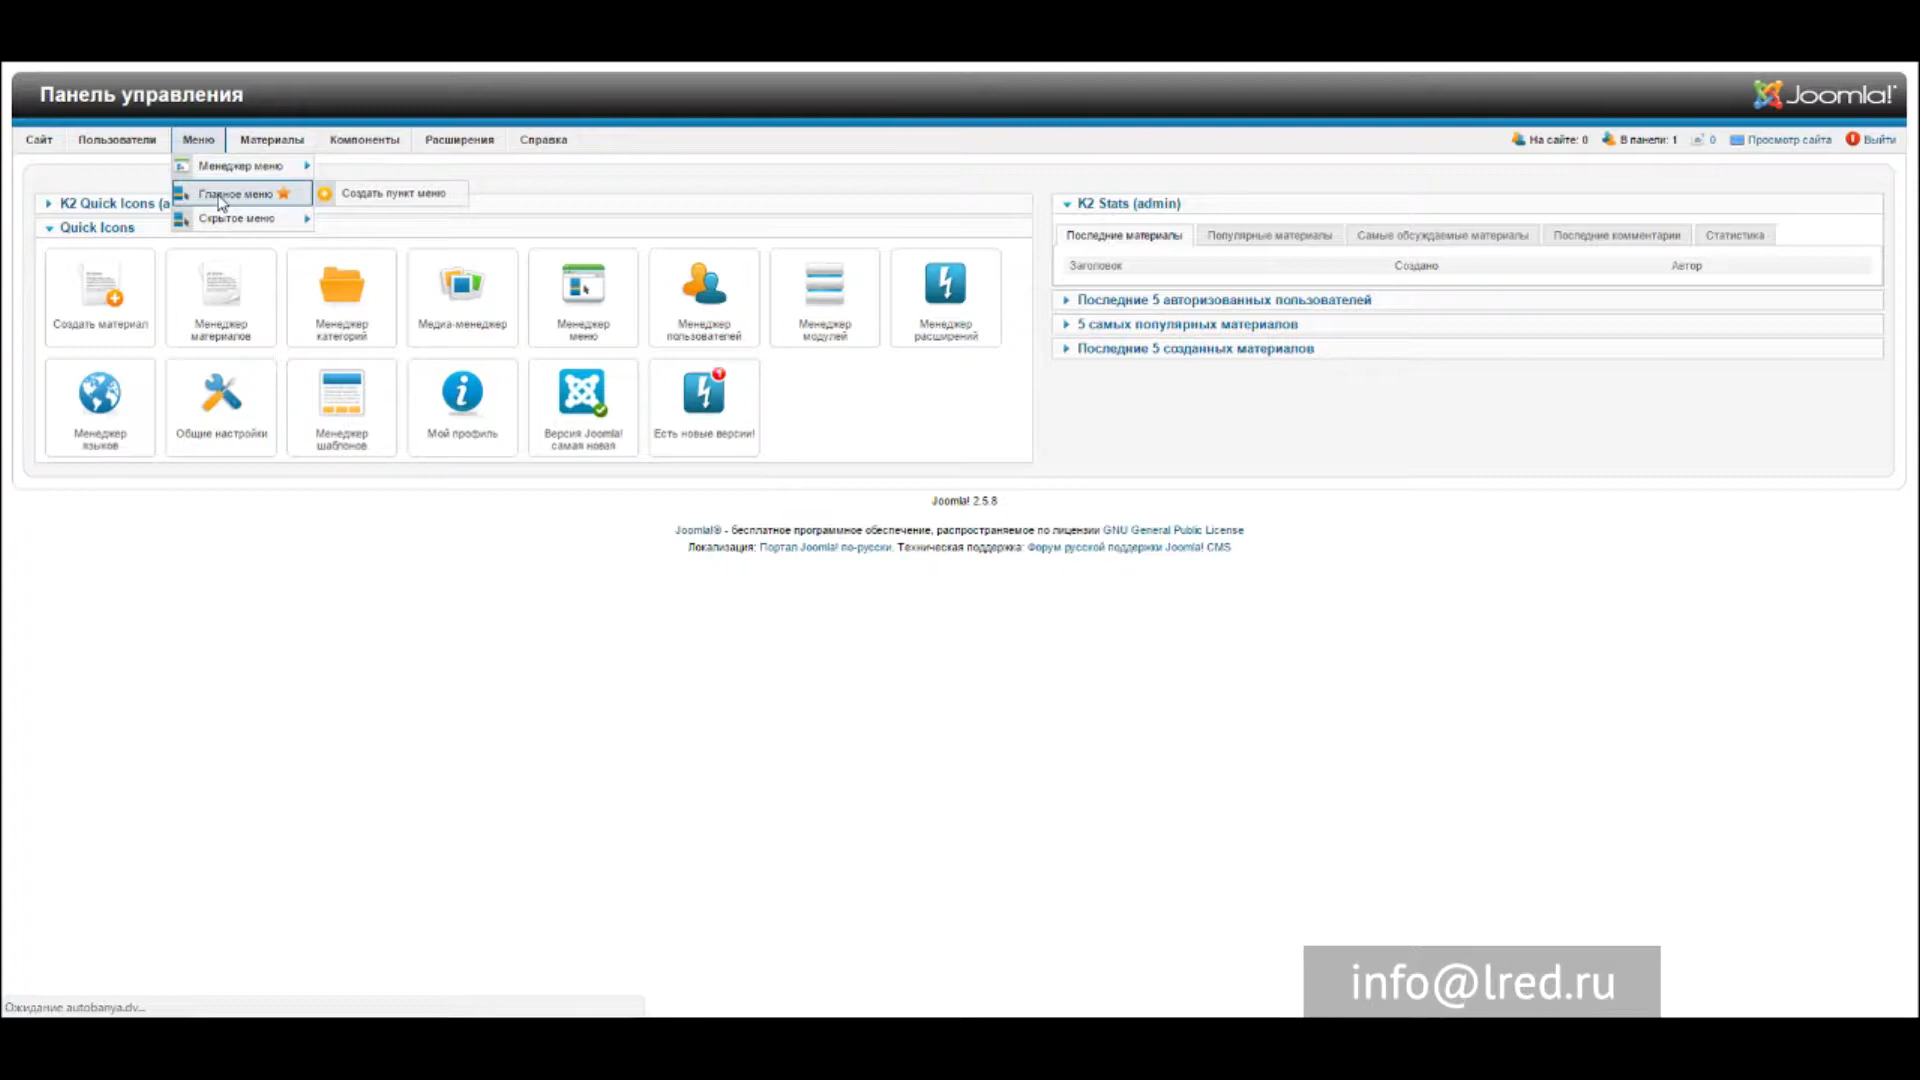 Панель управления
Joomla!
Сайт Пользователи Меню Материалы Компоненты Расширения Справка
На сайте: 0 В панели: 1 0 Просмотр сайта Выйти
Менеджер меню
Главное меню Создать пункт меню
Скрытое меню
K2 Quick Icons (a
Quick Icons
Создать материал
Менеджер
материалов
Менеджер
категорий
Медиа-менеджер
Менеджер
меню
Менеджер
пользователей
Менеджер
модулей
Менеджер
расширений
Менеджер
языков
Общие настройки
Менеджер
шаблонов
Мой профиль
Версия Joomla!
самая новая
Есть новые версии!
K2 Stats (admin)
Последние материалы Популярные материалы Самые обсуждаемые материалы Последние комментарии Статистика
Заголовок Создано Автор
Последние 5 авторизованных пользователей
5 самых популярных материалов
Последние 5 созданных материалов
Joomla! 2.5.8
Joomla!® - бесплатное программное обеспечение, распространяемое по лицензии GNU General Public License
Локализация: Портал Joomla! по-русски. Техническая поддержка: Форум русской поддержки Joomla! CMS
info@lred.ru
Ожидание autobanya.dv...